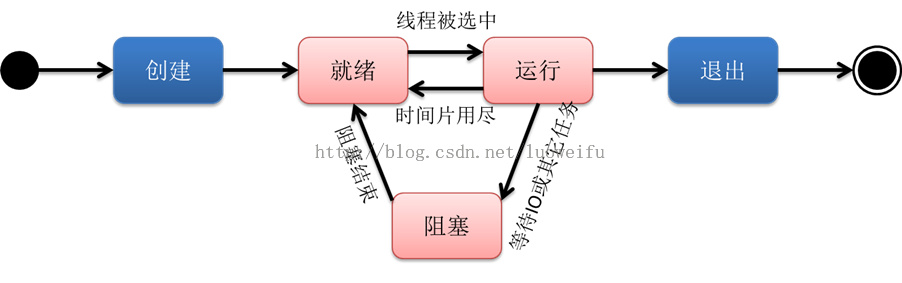 线程被选中
创建
就绪
运行
退出
时间片用尽
阻塞结束
等待IO或其它任务
阻塞
https://blog.csdn.net/luoweifu